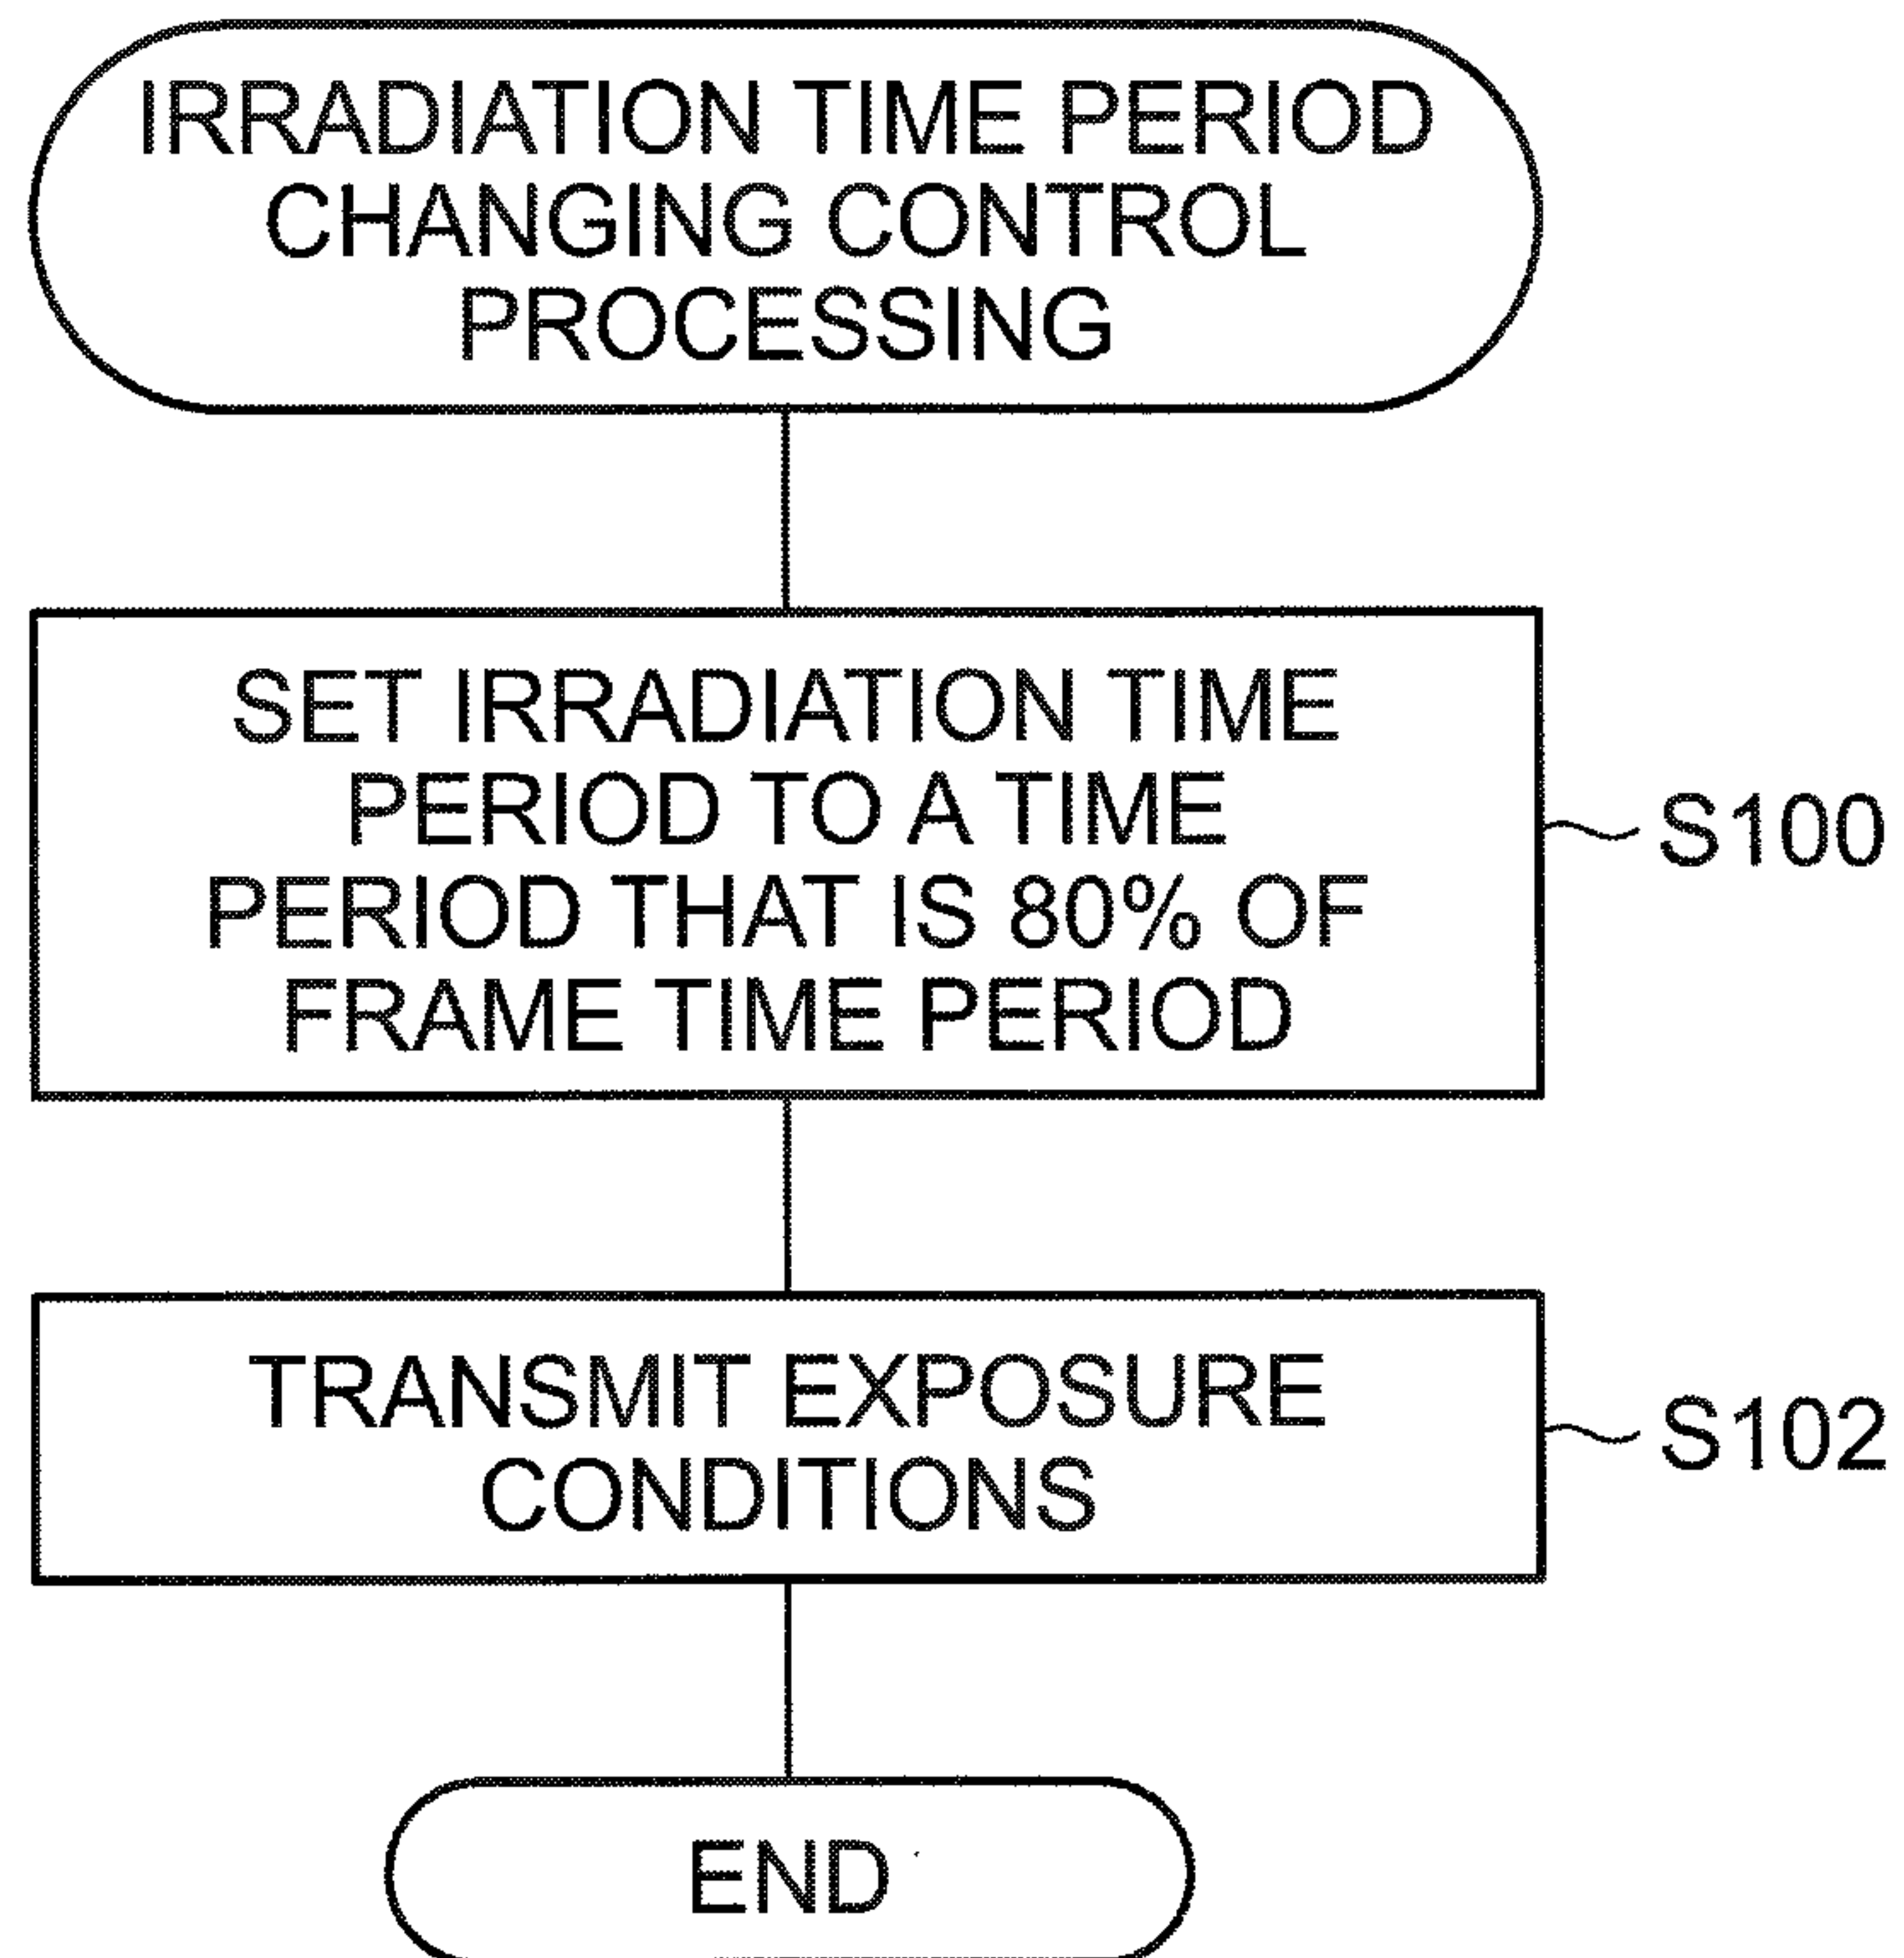 IRRADIATION TIME PERIOD
CHANGING CONTROL
PROCESSING
SET IRRADIATION TIME
PERIOD TO A TIME
PERIOD THAT IS 80% OF
FRAME TIME PERIOD
S100
TRANSMIT EXPOSURE
CONDITIONS
S102
END